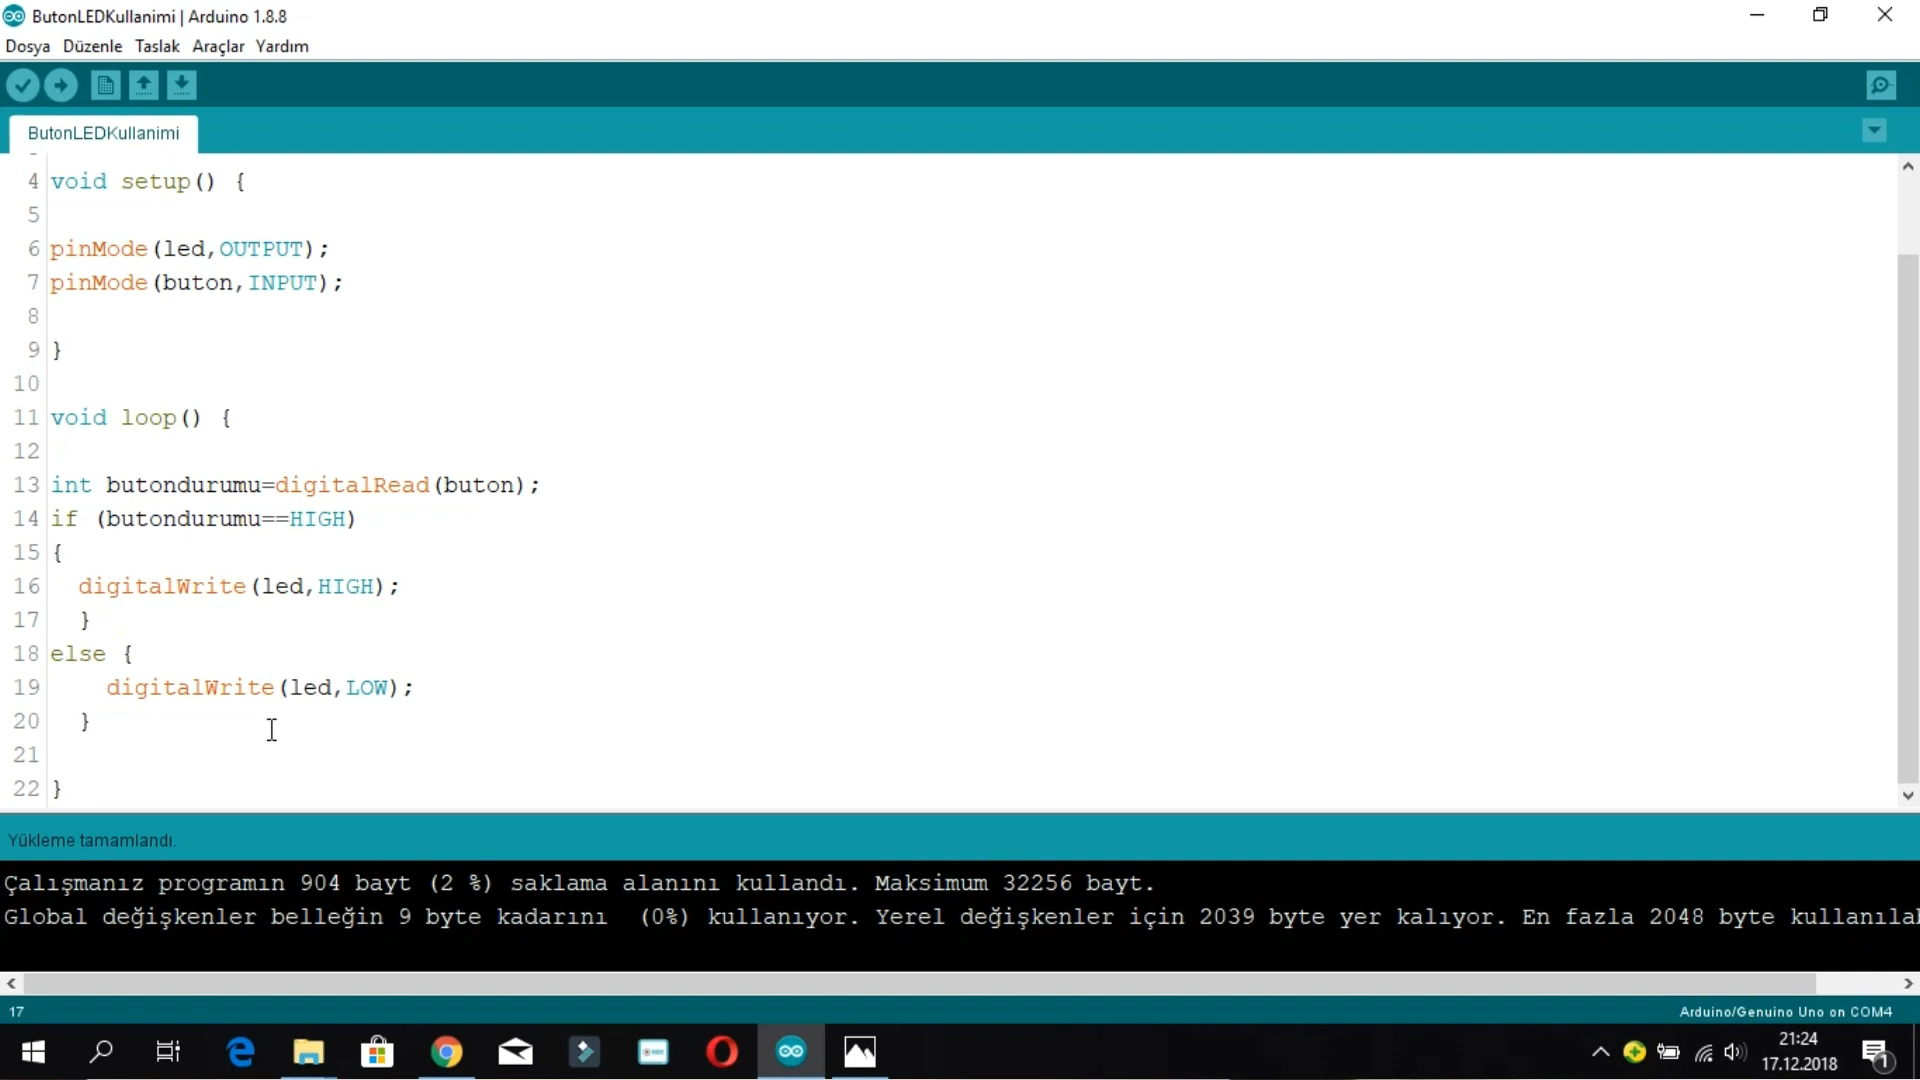 ButonLEDKullanimi | Arduino 1.8.8
Dosya Düzenle Taslak Araçlar Yardım
ButonLEDKullanimi
4 void setup() {
5
6 pinMode(led,OUTPUT);
7 pinMode(buton,INPUT);
8
9 }
10
11 void loop() {
12
13 int butondurumu=digitalRead(buton);
14 if (butondurumu==HIGH)
15 {
16 digitalWrite(led,HIGH);
17 }
18 else {
19 digitalWrite(led,LOW);
20 }
21
22 }
Yükleme tamamlandı.
Çalışmanız programın 904 bayt (2 %) saklama alanını kullandı. Maksimum 32256 bayt.
Global değişkenler belleğin 9 byte kadarını (0%) kullanıyor. Yerel değişkenler için 2039 byte yer kalıyor. En fazla 2048 byte
17
Arduino/Genuino Uno on COM4
21:24
17.12.2018
1